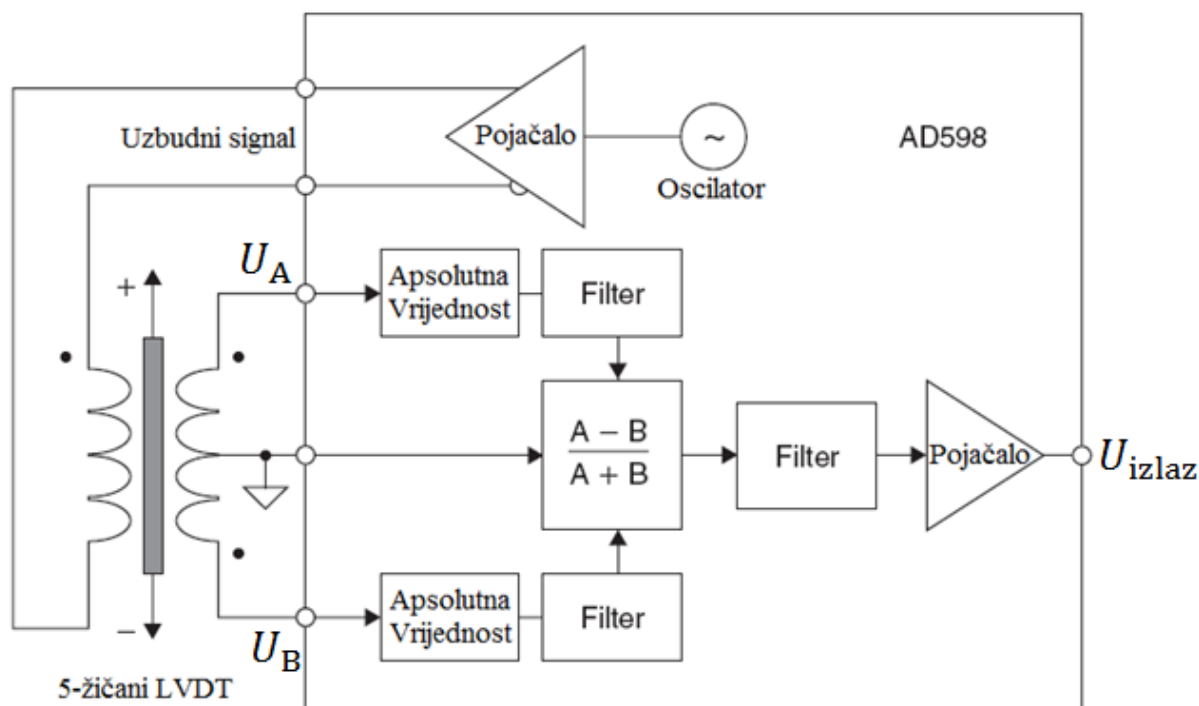 Uzbudni signal
Pojačalo
~
Oscilator
AD598
U_A
Apsolutna
Vrijednost
Filter
+
A – B
A + B
Filter
Pojačalo
U_izlaz
–
U_B
Apsolutna
Vrijednost
Filter
5-žičani LVDT